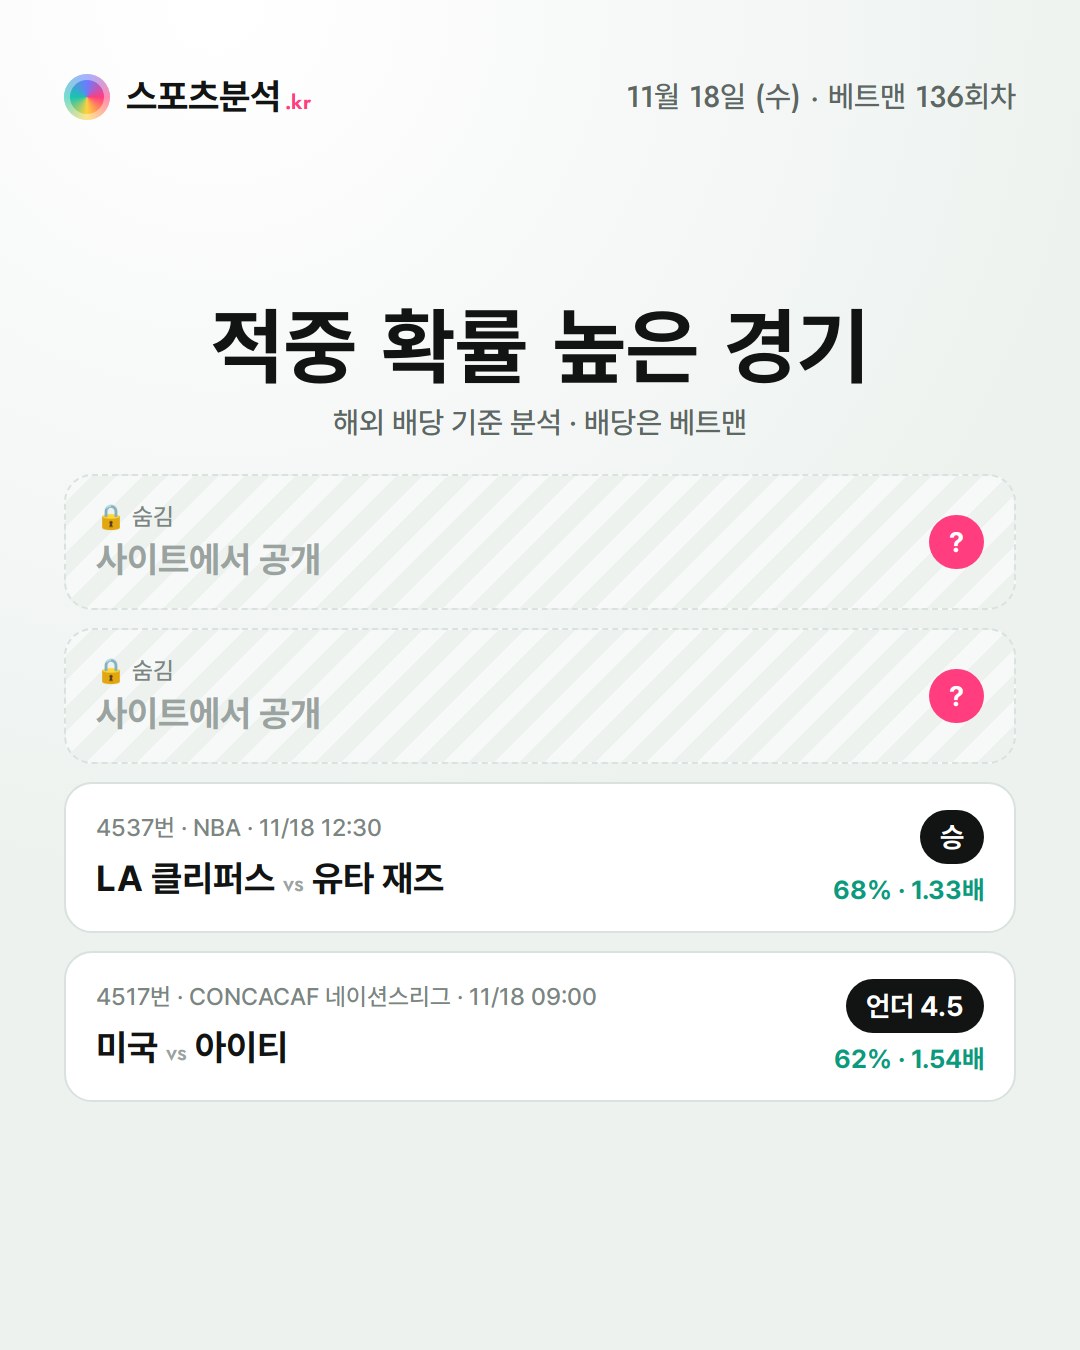 스포츠분석.kr
11월 18일 (수) · 베트맨 136회차
적중 확률 높은 경기
해외 배당 기준 분석 · 배당은 베트맨
🔒 숨김
사이트에서 공개
?
🔒 숨김
사이트에서 공개
?
4537번 · NBA · 11/18 12:30
LA 클리퍼스 vs 유타 재즈
승
68% · 1.33배
4517번 · CONCACAF 네이션스리그 · 11/18 09:00
미국 vs 아이티
언더 4.5
62% · 1.54배